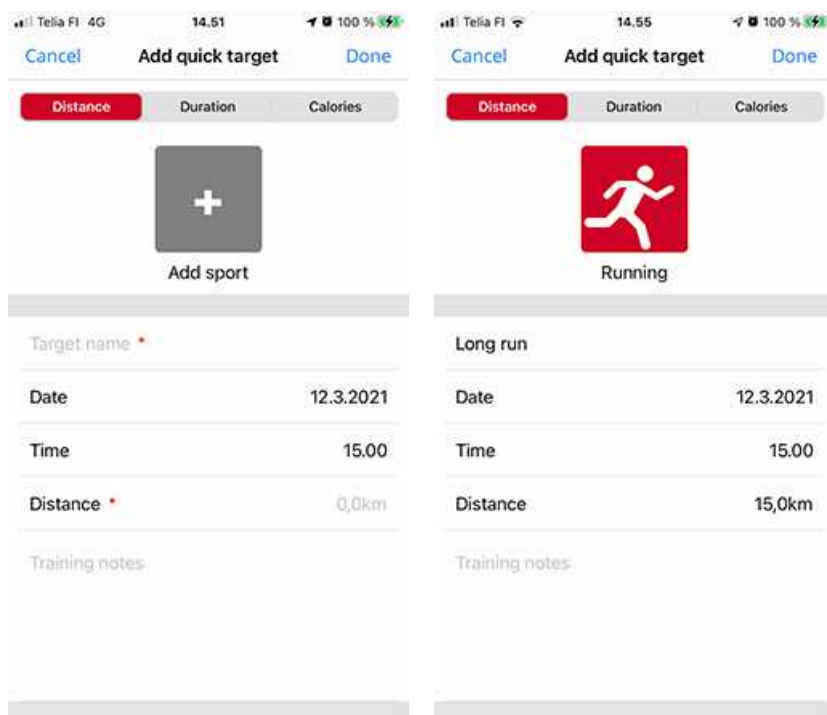 Telia FI 4G 14.51 100 %
Cancel Add quick target Done
Distance Duration Calories
+
Add sport
Target name *
Date 12.3.2021
Time 15.00
Distance * 0,0km
Training notes
Telia FI 14.55 100 %
Cancel Add quick target Done
Distance Duration Calories
Running
Long run
Date 12.3.2021
Time 15.00
Distance 15,0km
Training notes